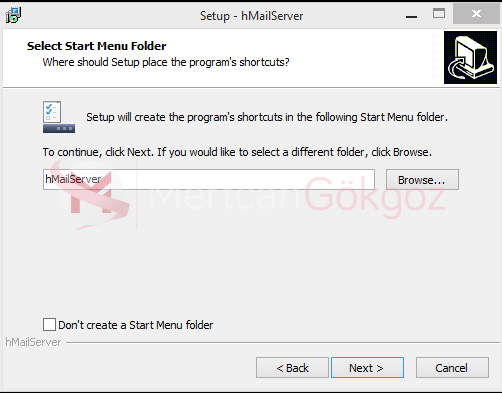 Setup - hMailServer
Select Start Menu Folder
Where should Setup place the program's shortcuts?
Setup will create the program's shortcuts in the following Start Menu folder.
To continue, click Next. If you would like to select a different folder, click Browse.
hMailServer
Browse...
MertcanGökgöz
Don't create a Start Menu folder
hMailServer
< Back
Next >
Cancel